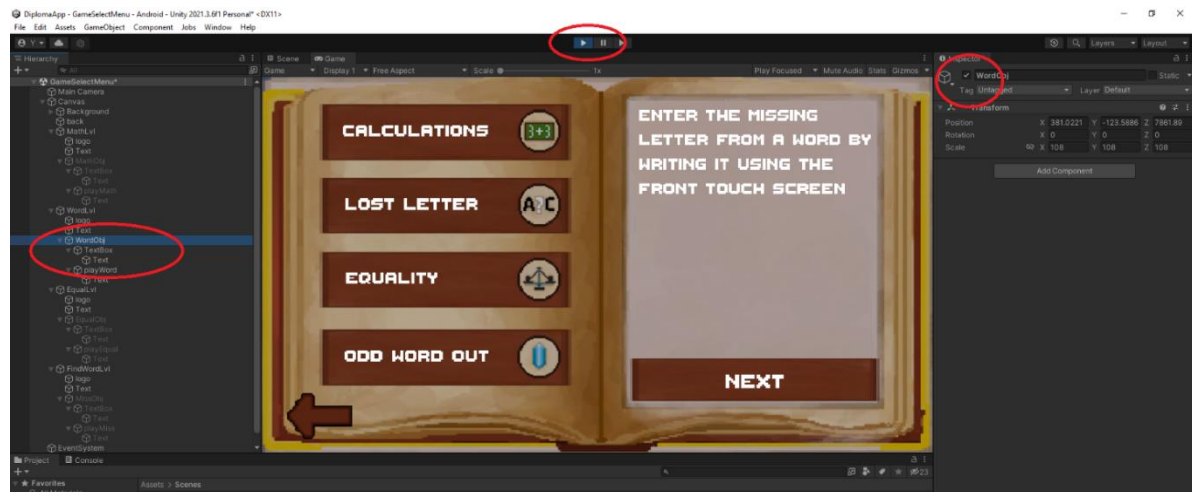 DiplomaApp - GameSelectMenu - Android - Unity 2021.3.6f1 Personal* <DX11>
File Edit Assets GameObject Component Jobs Window Help
Y
Layers Layout
Hierarchy
Scene Game
Inspector
All
Game Display 1 Free Aspect Scale 1x Play Focused Mute Audio Stats Gizmos
GameSelectMenu*
Main Camera
Canvas
Background
back
MathLvl
logo
Text
MathObj
TextBox
Text
playMath
Text
WordLvl
logo
Text
WordObj
TextBox
Text
playWord
Text
EqualLvl
logo
Text
EqualObj
TextBox
Text
playEqual
Text
FindWordLvl
logo
Text
MissObj
TextBox
Text
playMiss
Text
EventSystem
CALCULATIONS
3+3
LOST LETTER
A?C
EQUALITY
ODD WORD OUT
ENTER THE MISSING
LETTER FROM A WORD BY
WRITING IT USING THE
FRONT TOUCH SCREEN
NEXT
WordObj Static
Tag Untagged Layer Default
Transform
Position X 381.0221 Y -123.5886 Z 7861.89
Rotation X 0 Y 0 Z 0
Scale X 108 Y 108 Z 108
Add Component
Project Console
23
Favorites
Assets > Scenes